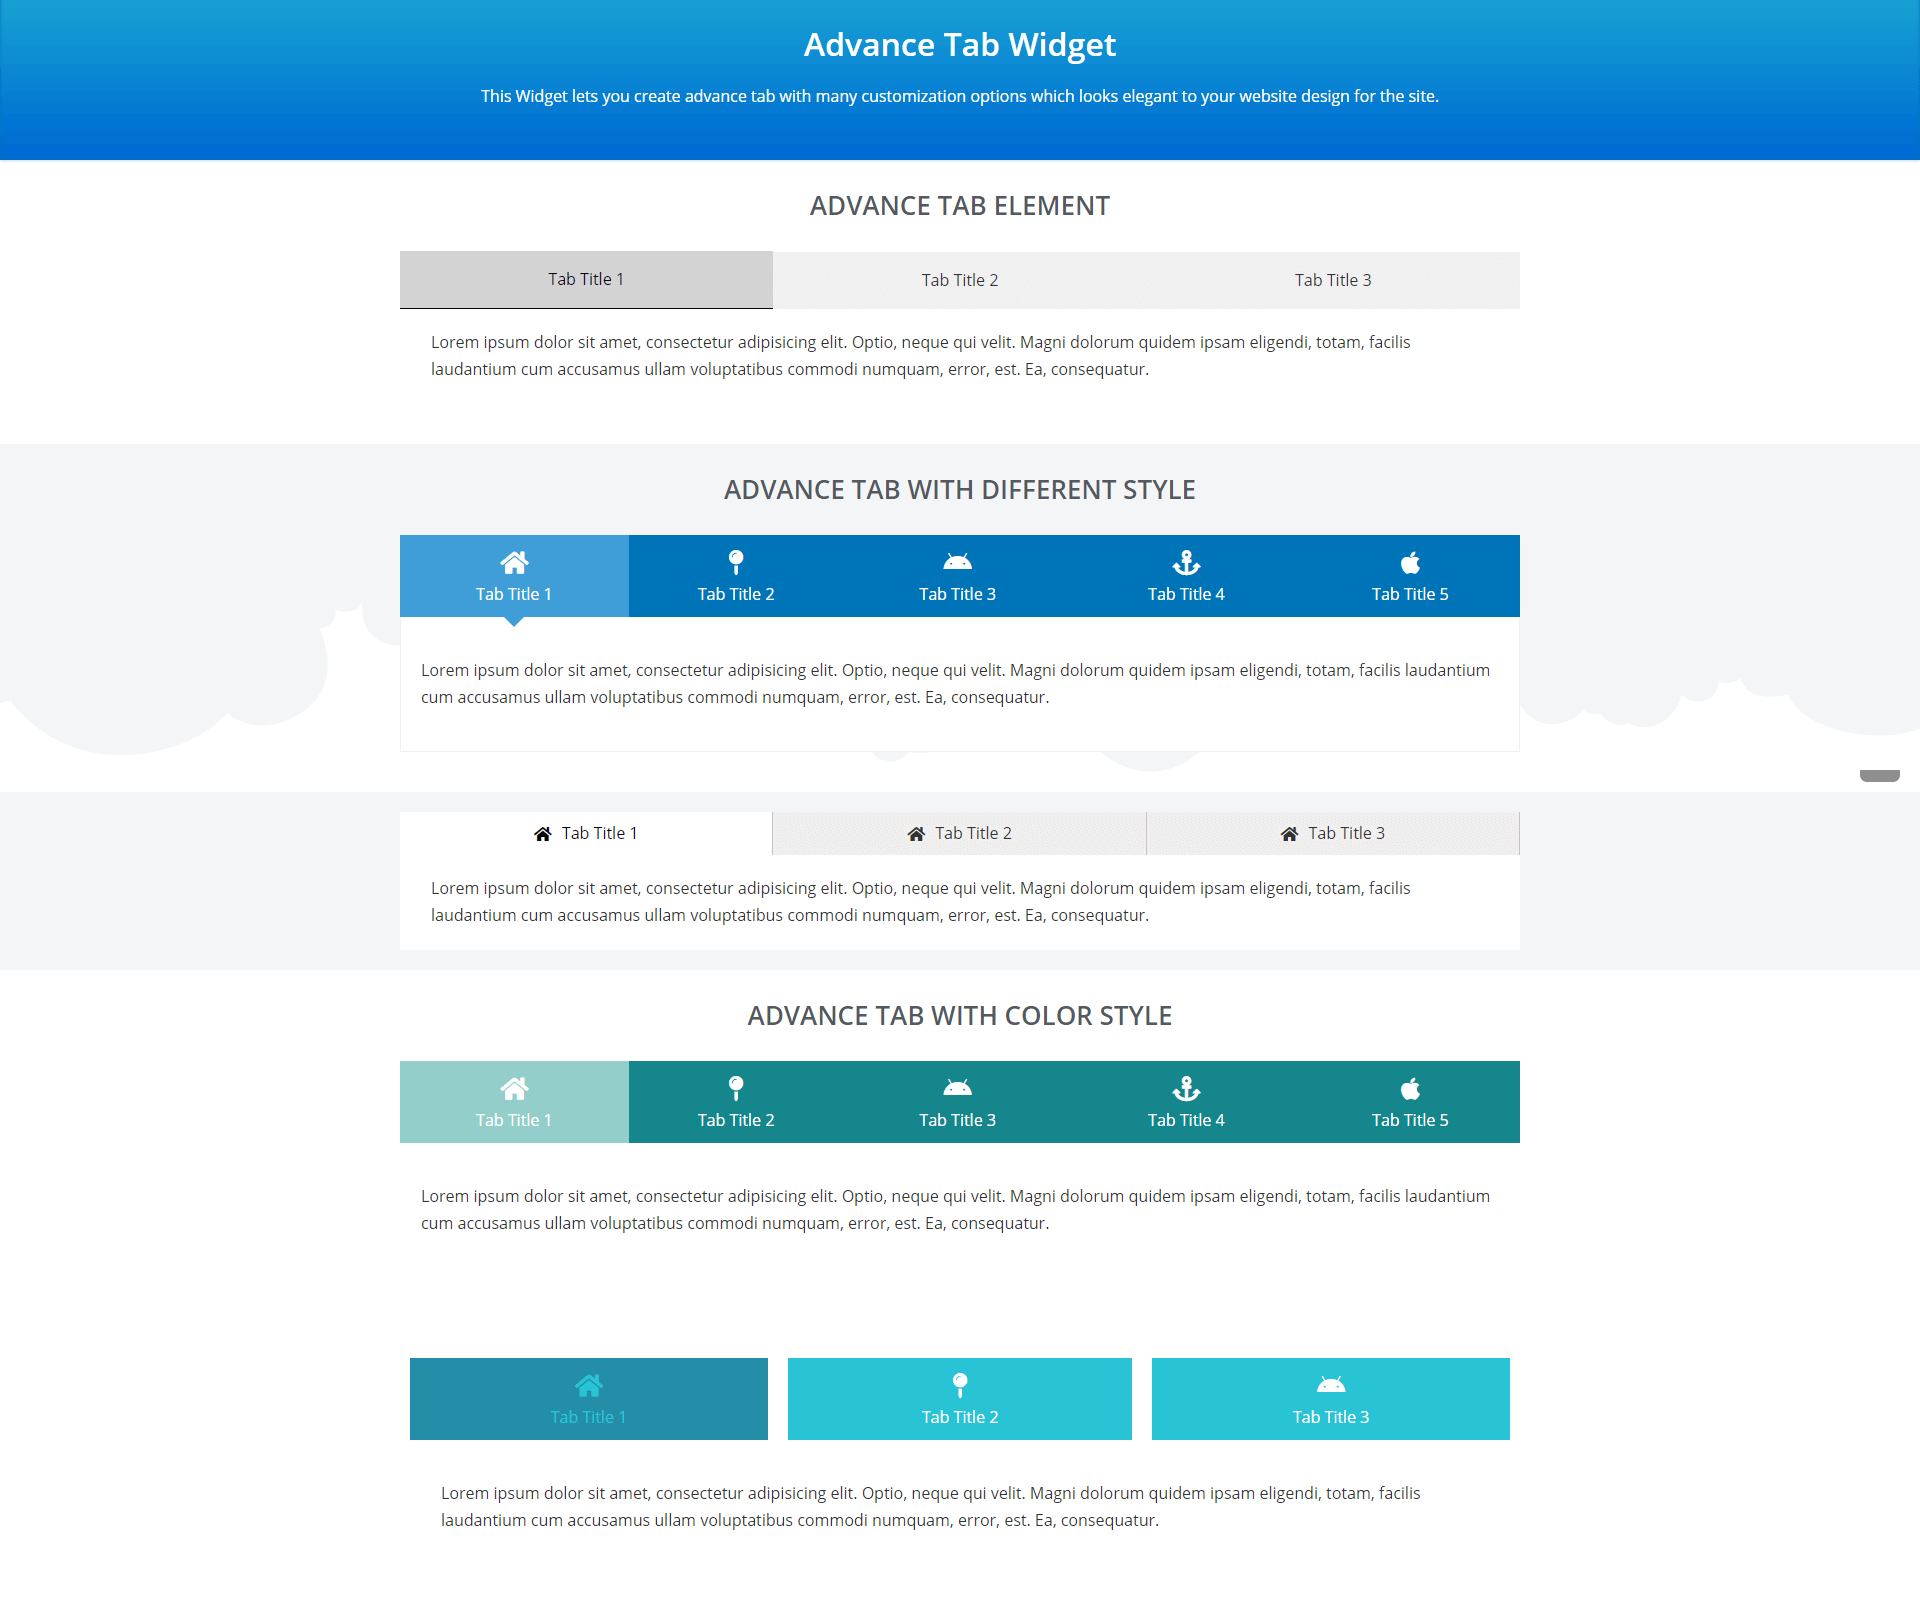 Advance Tab Widget
This Widget lets you create advance tab with many customization options which looks elegant to your website design for the site.
ADVANCE TAB ELEMENT
Tab Title 1
Tab Title 2
Tab Title 3
Lorem ipsum dolor sit amet, consectetur adipisicing elit. Optio, neque qui velit. Magni dolorum quidem ipsam eligendi, totam, facilis
laudantium cum accusamus ullam voluptatibus commodi numquam, error, est. Ea, consequatur.
ADVANCE TAB WITH DIFFERENT STYLE
Tab Title 1
Tab Title 2
Tab Title 3
Tab Title 4
Tab Title 5
Lorem ipsum dolor sit amet, consectetur adipisicing elit. Optio, neque qui velit. Magni dolorum quidem ipsam eligendi, totam, facilis laudantium
cum accusamus ullam voluptatibus commodi numquam, error, est. Ea, consequatur.
Tab Title 1
Tab Title 2
Tab Title 3
Lorem ipsum dolor sit amet, consectetur adipisicing elit. Optio, neque qui velit. Magni dolorum quidem ipsam eligendi, totam, facilis
laudantium cum accusamus ullam voluptatibus commodi numquam, error, est. Ea, consequatur.
ADVANCE TAB WITH COLOR STYLE
Tab Title 1
Tab Title 2
Tab Title 3
Tab Title 4
Tab Title 5
Lorem ipsum dolor sit amet, consectetur adipisicing elit. Optio, neque qui velit. Magni dolorum quidem ipsam eligendi, totam, facilis laudantium
cum accusamus ullam voluptatibus commodi numquam, error, est. Ea, consequatur.
Tab Title 1
Tab Title 2
Tab Title 3
Lorem ipsum dolor sit amet, consectetur adipisicing elit. Optio, neque qui velit. Magni dolorum quidem ipsam eligendi, totam, facilis
laudantium cum accusamus ullam voluptatibus commodi numquam, error, est. Ea, consequatur.